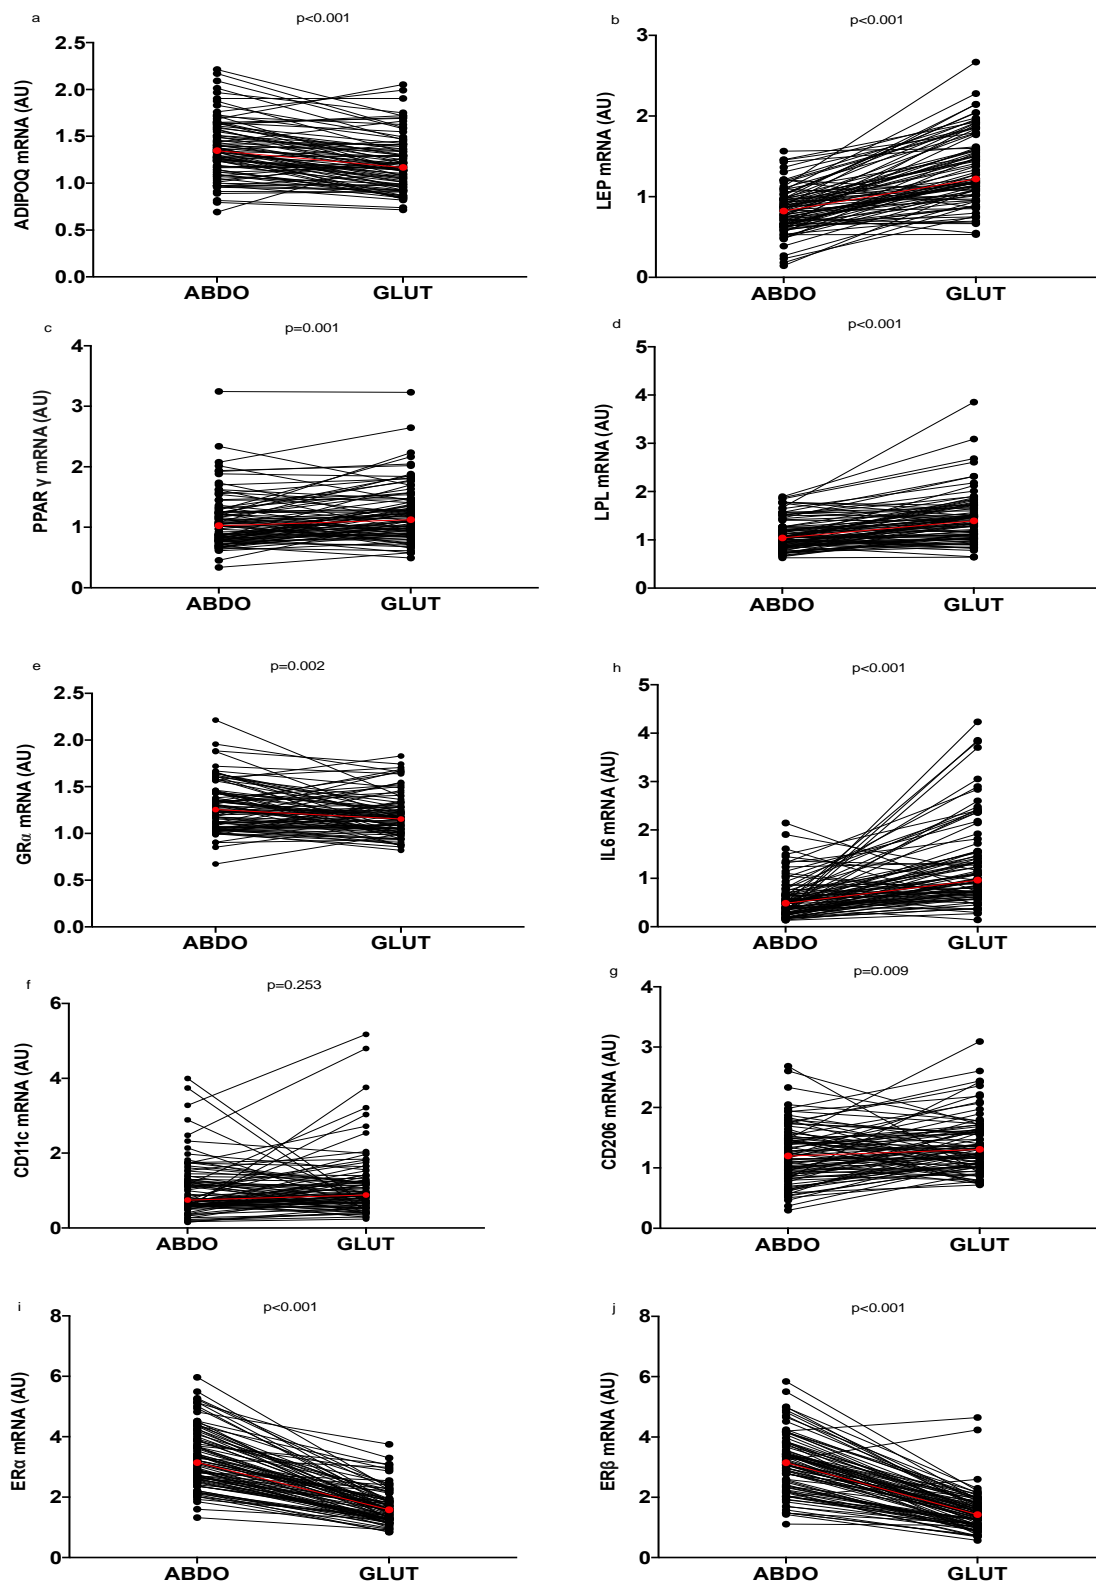 a
p<0.001
ADIPOQ mRNA (AU)
2.5
2.0
1.5
1.0
0.5
0.0
ABDO GLUT
b
p<0.001
LEP mRNA (AU)
3
2
1
0
ABDO GLUT
c
p=0.001
PPAR γ mRNA (AU)
4
3
2
1
0
ABDO GLUT
d
p<0.001
LPL mRNA (AU)
5
4
3
2
1
0
ABDO GLUT
e
p=0.002
GRα mRNA (AU)
2.5
2.0
1.5
1.0
0.5
0.0
ABDO GLUT
h
p<0.001
IL6 mRNA (AU)
5
4
3
2
1
0
ABDO GLUT
f
p=0.253
CD11c mRNA (AU)
6
4
2
0
ABDO GLUT
g
p=0.009
CD206 mRNA (AU)
4
3
2
1
0
ABDO GLUT
i
p<0.001
ERα mRNA (AU)
8
6
4
2
0
ABDO GLUT
j
p<0.001
ERβ mRNA (AU)
8
6
4
2
0
ABDO GLUT